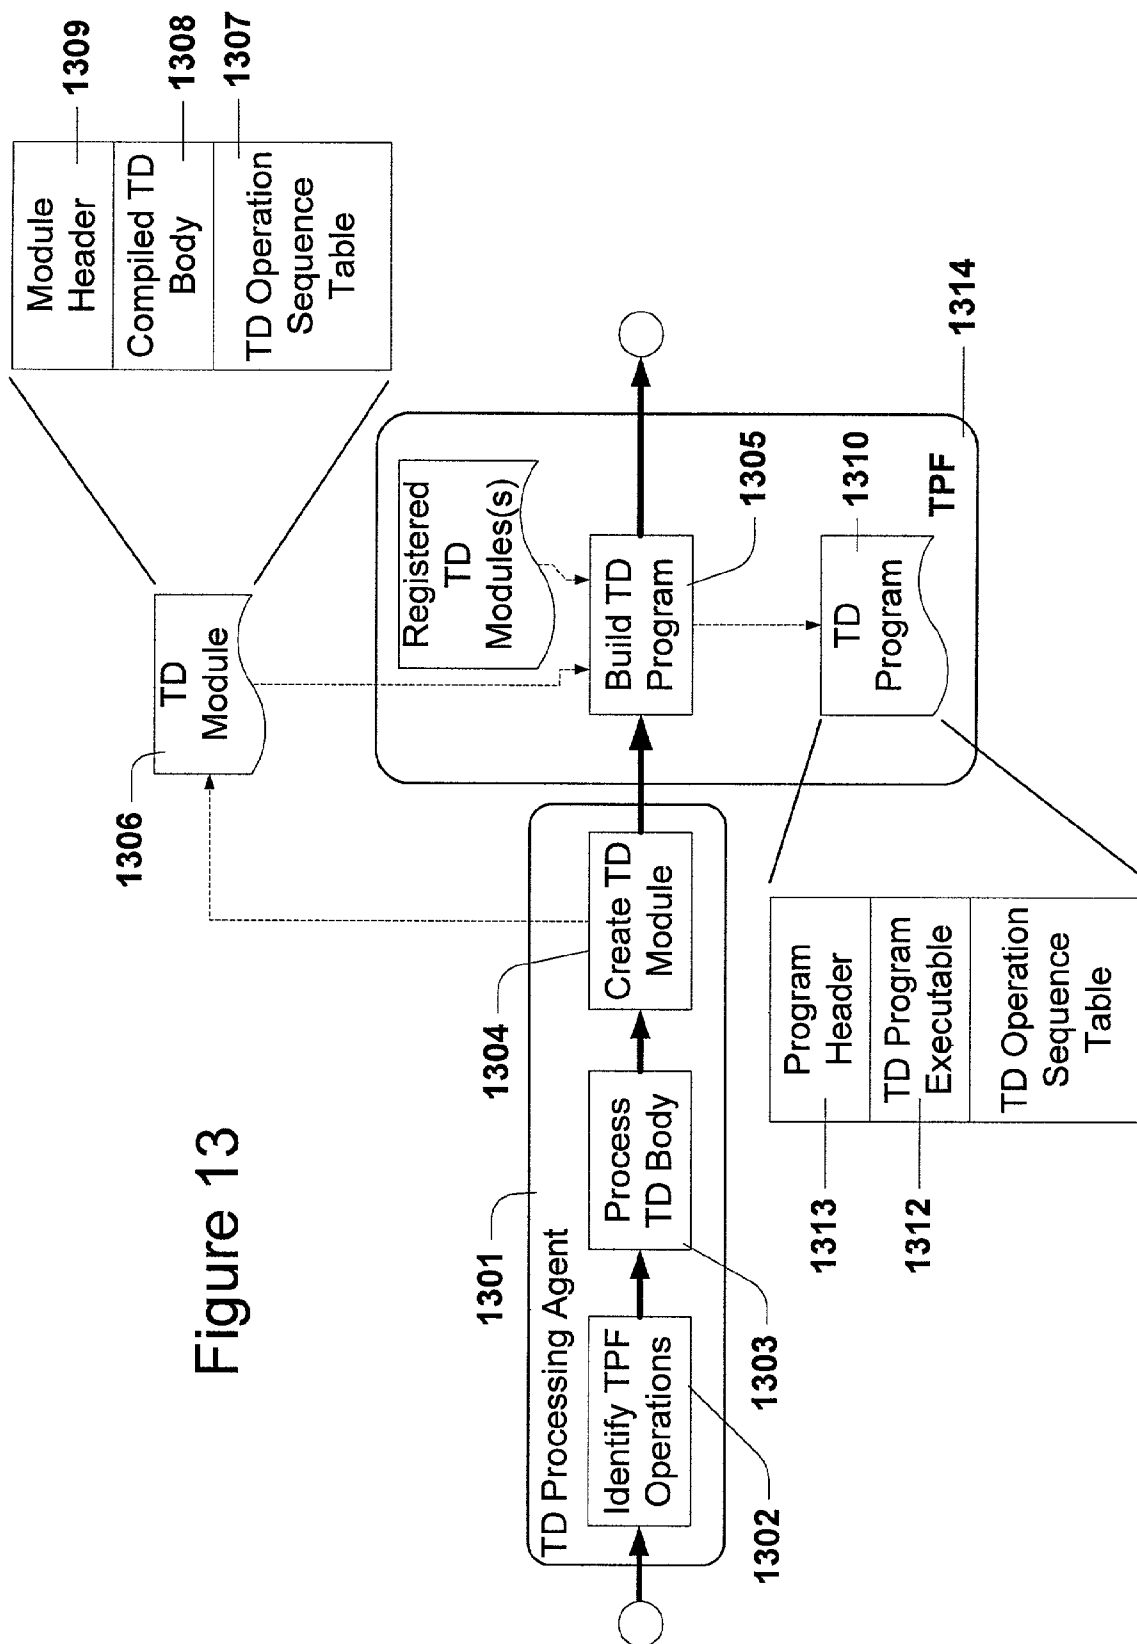 Figure 13
1309
1308
1307
Module
Header
Compiled TD
Body
TD Operation
Sequence
Table
1306
TD
Module
1301
TD Processing Agent
Identify TPF
Operations
1302
Process
TD Body
1303
Create TD
Module
1304
Registered
TD
Modules(s)
Build TD
Program
1305
TD
Program
1310
TPF
1314
Program
Header
TD Program
Executable
TD Operation
Sequence
Table
1313
1312